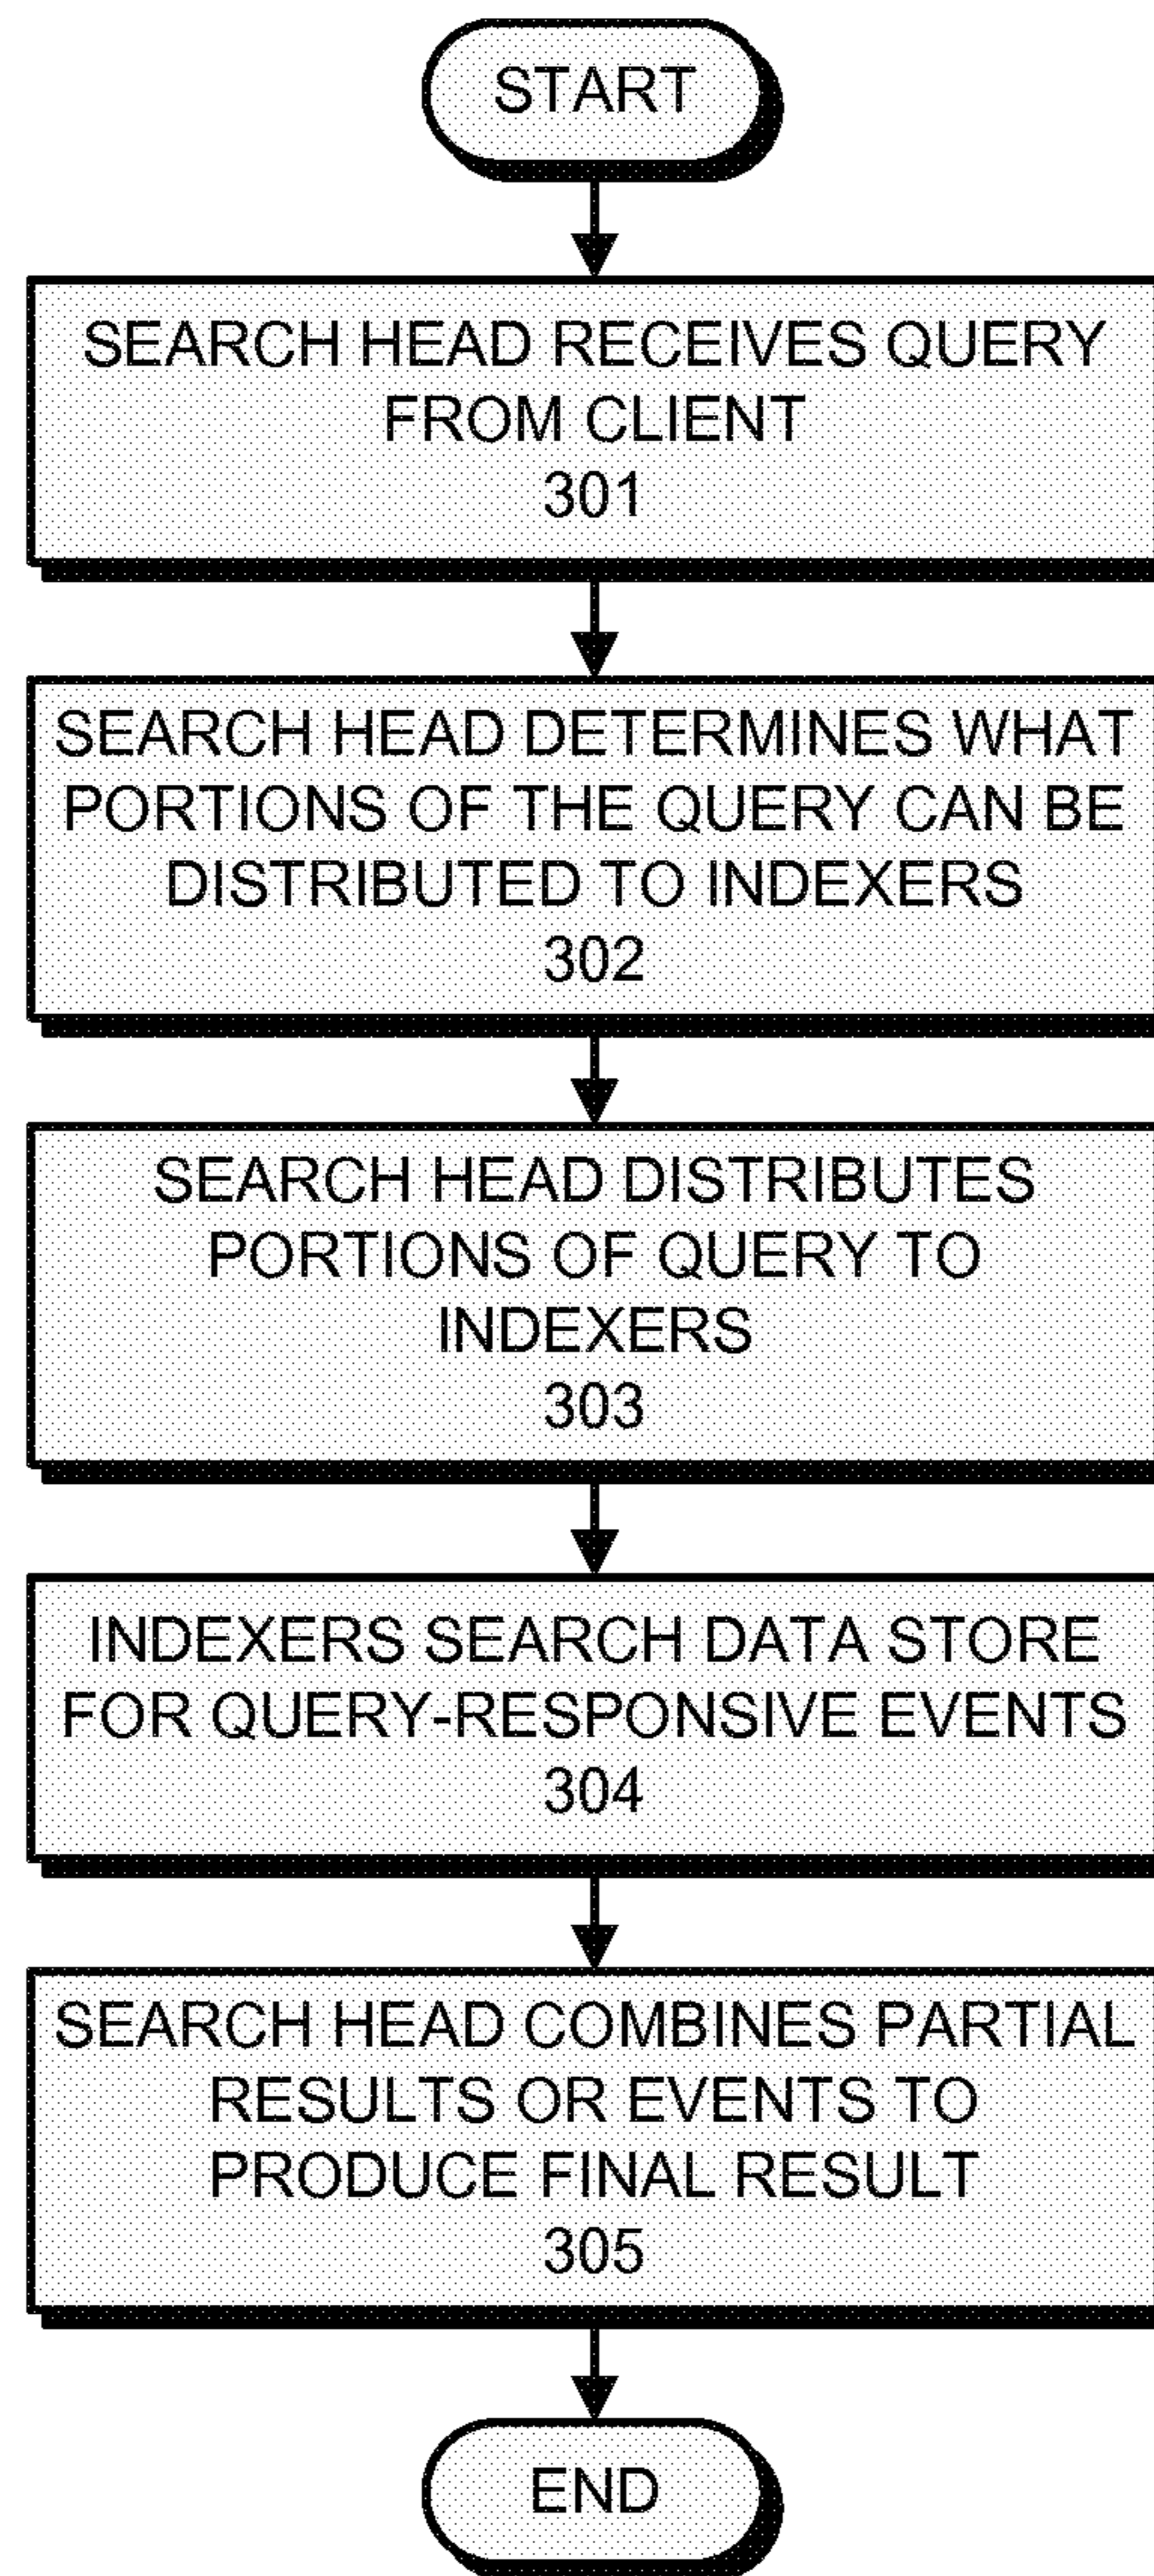 START
SEARCH HEAD RECEIVES QUERY
FROM CLIENT
301
SEARCH HEAD DETERMINES WHAT
PORTIONS OF THE QUERY CAN BE
DISTRIBUTED TO INDEXERS
302
SEARCH HEAD DISTRIBUTES
PORTIONS OF QUERY TO
INDEXERS
303
INDEXERS SEARCH DATA STORE
FOR QUERY-RESPONSIVE EVENTS
304
SEARCH HEAD COMBINES PARTIAL
RESULTS OR EVENTS TO
PRODUCE FINAL RESULT
305
END